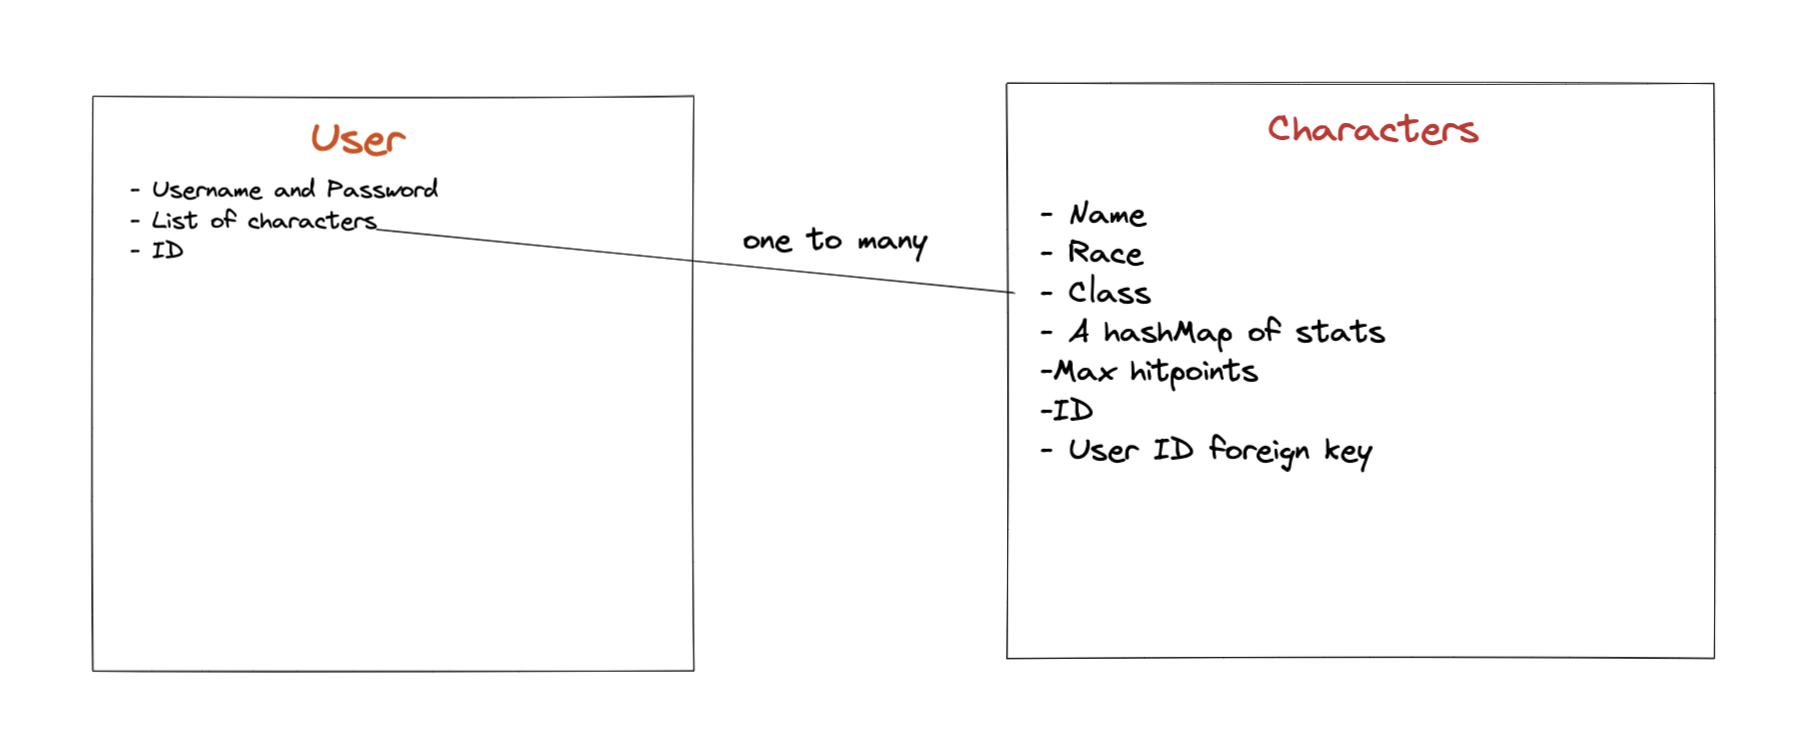 User
- Username and Password
- List of characters
- ID
one to many
Characters
- Name
- Race
- Class
- A hashMap of stats
-Max hitpoints
-ID
- User ID foreign key